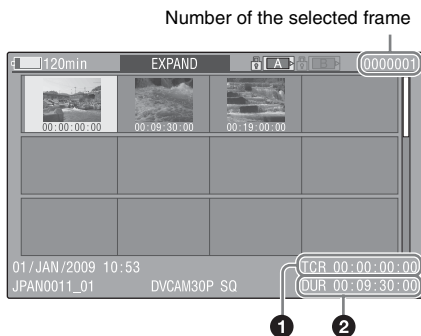 Number of the selected frame
120min EXPAND A B 0000001
00:00:00:00 00:09:30:00 00:19:00:00
01/JAN/2009 10:53 TCR 00:00:00:00
JPAN0011_01 DVCAM30P SQ DUR 00:09:30:00
1 2